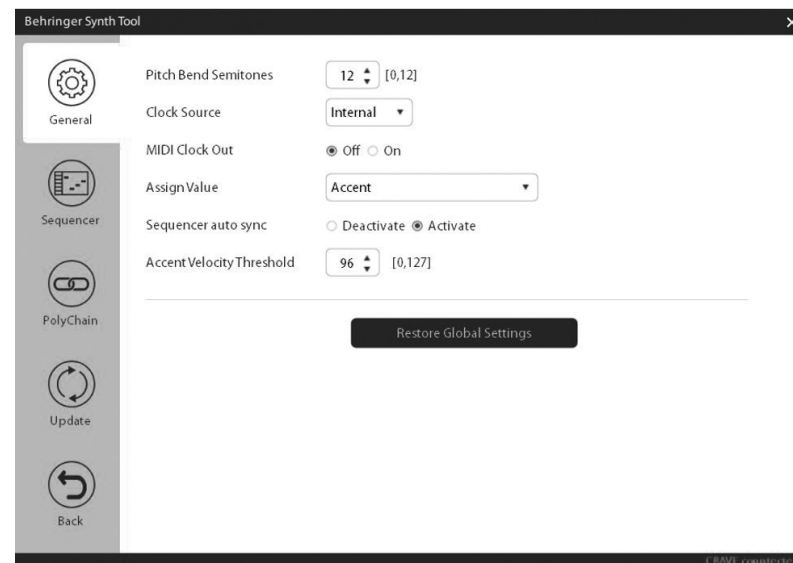 Behringer Synth Tool
General
Sequencer
PolyChain
Update
Back
Pitch Bend Semitones 12 [0,12]
Clock Source Internal
MIDI Clock Out Off On
Assign Value Accent
Sequencer auto sync Deactivate Activate
Accent Velocity Threshold 96 [0,127]
Restore Global Settings
CRAVE